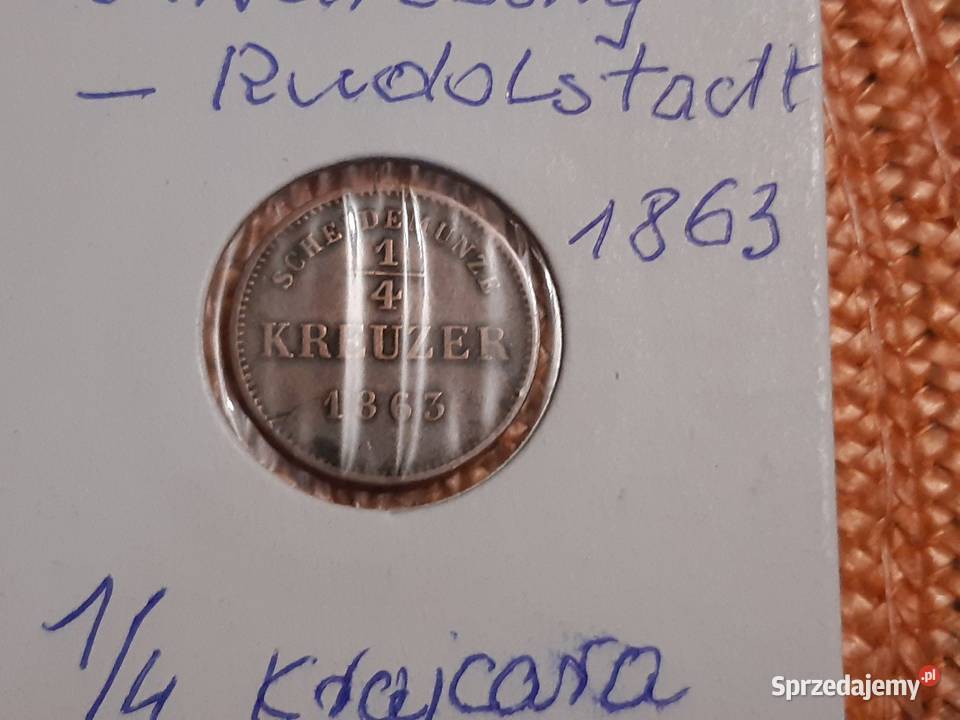 - Rudolstadt
1863
SCHEIDEMÜNZE
1
4
KREUZER
1863
A
1/4 Krajcara
Sprzedajemy.pl